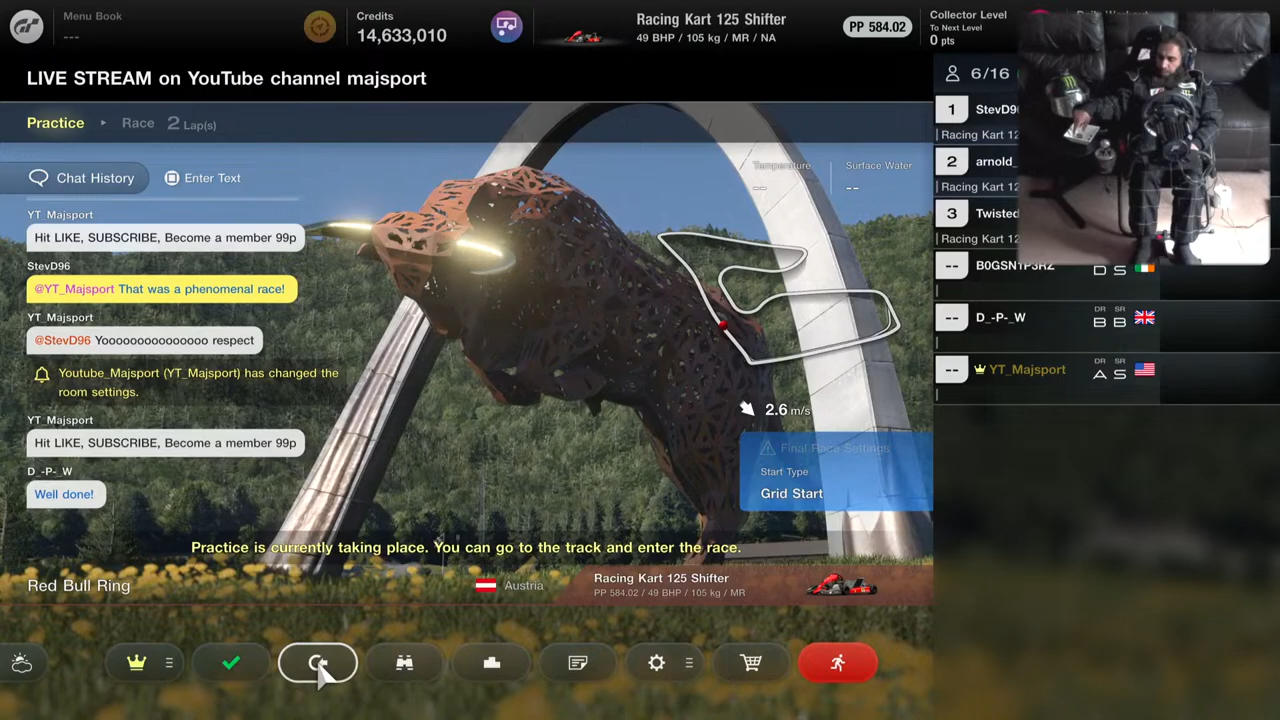 Menu Book
---
Credits
14,633,010
Racing Kart 125 Shifter
49 BHP / 105 kg / MR / NA
PP 584.02
Collector Level
To Next Level
0 pts
LIVE STREAM on YouTube channel majsport
6/16
Practice
Race 2 Lap(s)
Temperature
--
Surface Water
--
Chat History
Enter Text
YT_Majsport
Hit LIKE, SUBSCRIBE, Become a member 99p
StevD96
@YT_Majsport That was a phenomenal race!
YT_Majsport
@StevD96 Yooooooooooooooo respect
Youtube_Majsport (YT_Majsport) has changed the
room settings.
YT_Majsport
Hit LIKE, SUBSCRIBE, Become a member 99p
D_-P-_W
Well done!
1
Racing Kart 12
2
arnold_
Racing Kart 12
3
Twisted
Racing Kart 12
--
B0GSN1P3RZ
D S
--
D_-P-_W
DR SR
B B
--
YT_Majsport
DR SR
A S
2.6 m/s
Final Race Settings
Start Type
Grid Start
Practice is currently taking place. You can go to the track and enter the race.
Red Bull Ring
Austria
Racing Kart 125 Shifter
PP 584.02 / 49 BHP / 105 kg / MR